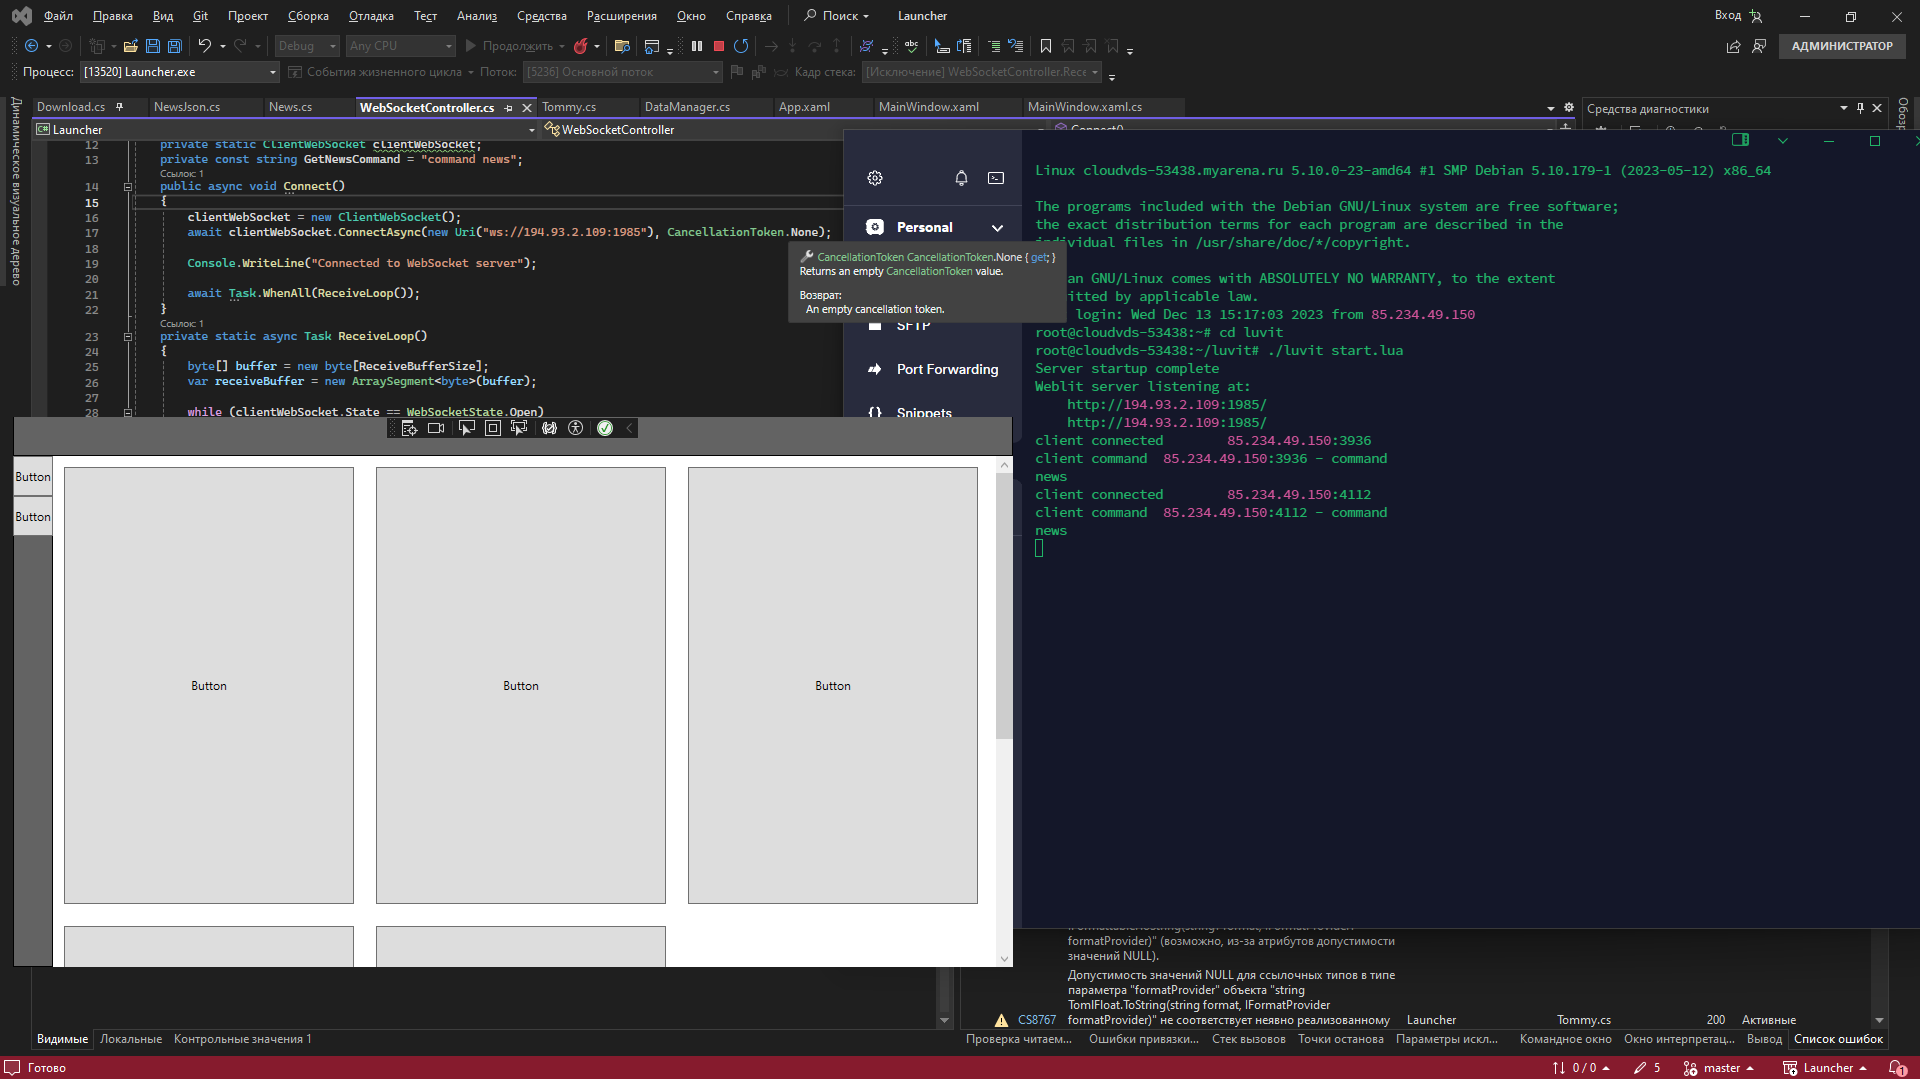 Файл Правка Вид Git Проект Сборка Отладка Тест Анализ Средства Расширения Окно Справка Поиск Launcher Вход
Debug Any CPU Продолжить АДМИНИСТРАТОР
Процесс: [13520] Launcher.exe События жизненного цикла Поток: [5236] Основной поток Кадр стека: [Исключение] WebSocketController.Rece
Динамическое визуальное дерево
Download.cs NewsJson.cs News.cs WebSocketController.cs Tommy.cs DataManager.cs App.xaml MainWindow.xaml MainWindow.xaml.cs
Средства диагностики
Launcher WebSocketController Connect()
12 private static ClientWebSocket clientWebSocket;
13 private const string GetNewsCommand = "command news";
Ссылок: 1
14 public async void Connect()
15 {
16 clientWebSocket = new ClientWebSocket();
17 await clientWebSocket.ConnectAsync(new Uri("ws://194.93.2.109:1985"), CancellationToken.None);
18
19 Console.WriteLine("Connected to WebSocket server");
20
21 await Task.WhenAll(ReceiveLoop());
22 }
Ссылок: 1
23 private static async Task ReceiveLoop()
24 {
25 byte[] buffer = new byte[ReceiveBufferSize];
26 var receiveBuffer = new ArraySegment<byte>(buffer);
27
28 while (clientWebSocket.State == WebSocketState.Open)
CancellationToken CancellationToken.None { get; }
Returns an empty CancellationToken value.
Возврат:
An empty cancellation token.
Personal
SFTP
Port Forwarding
Snippets
Linux cloudvds-53438.myarena.ru 5.10.0-23-amd64 #1 SMP Debian 5.10.179-1 (2023-05-12) x86_64
The programs included with the Debian GNU/Linux system are free software;
the exact distribution terms for each program are described in the
individual files in /usr/share/doc/*/copyright.
an GNU/Linux comes with ABSOLUTELY NO WARRANTY, to the extent
itted by applicable law.
login: Wed Dec 13 15:17:03 2023 from 85.234.49.150
root@cloudvds-53438:~# cd luvit
root@cloudvds-53438:~/luvit# ./luvit start.lua
Server startup complete
Weblit server listening at:
http://194.93.2.109:1985/
http://194.93.2.109:1985/
client connected 85.234.49.150:3936
client command 85.234.49.150:3936 - command
news
client connected 85.234.49.150:4112
client command 85.234.49.150:4112 - command
news
Button
Button
Button Button Button
formatProvider)" (возможно, из-за атрибутов допустимости
значений NULL).
Допустимость значений NULL для ссылочных типов в типе
параметра "formatProvider" объекта "string
TomlFloat.ToString(string format, IFormatProvider
CS8767 formatProvider)" не соответствует неявно реализованному Launcher Tommy.cs 200 Активные
Видимые Локальные Контрольные значения 1
Проверка читаем... Ошибки привязки... Стек вызовов Точки останова Параметры искл... Командное окно Окно интерпретац... Вывод Список ошибок
Готово 0 / 0 5 master Launcher 1